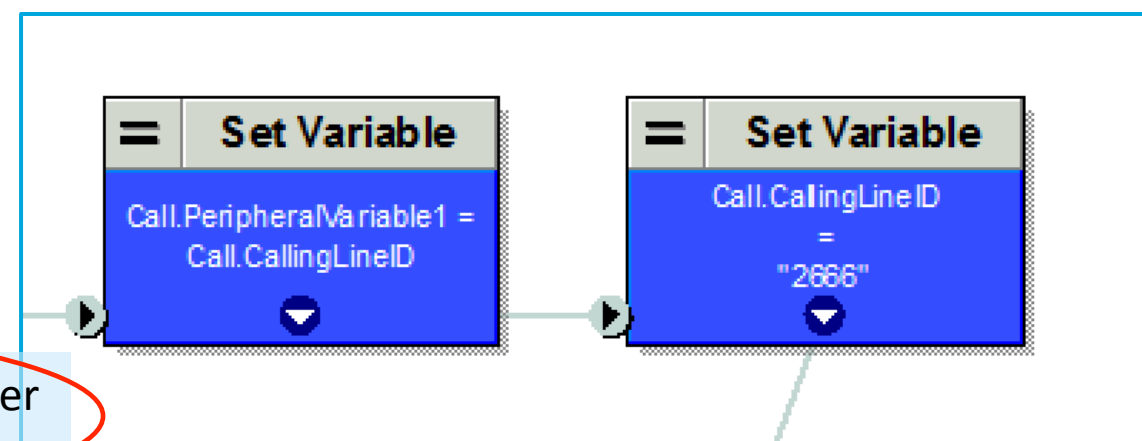 = Set Variable
Call.PeripheralVariable1 =
Call.CallingLineID
= Set Variable
Call.CallingLineID
=
"2666"
er